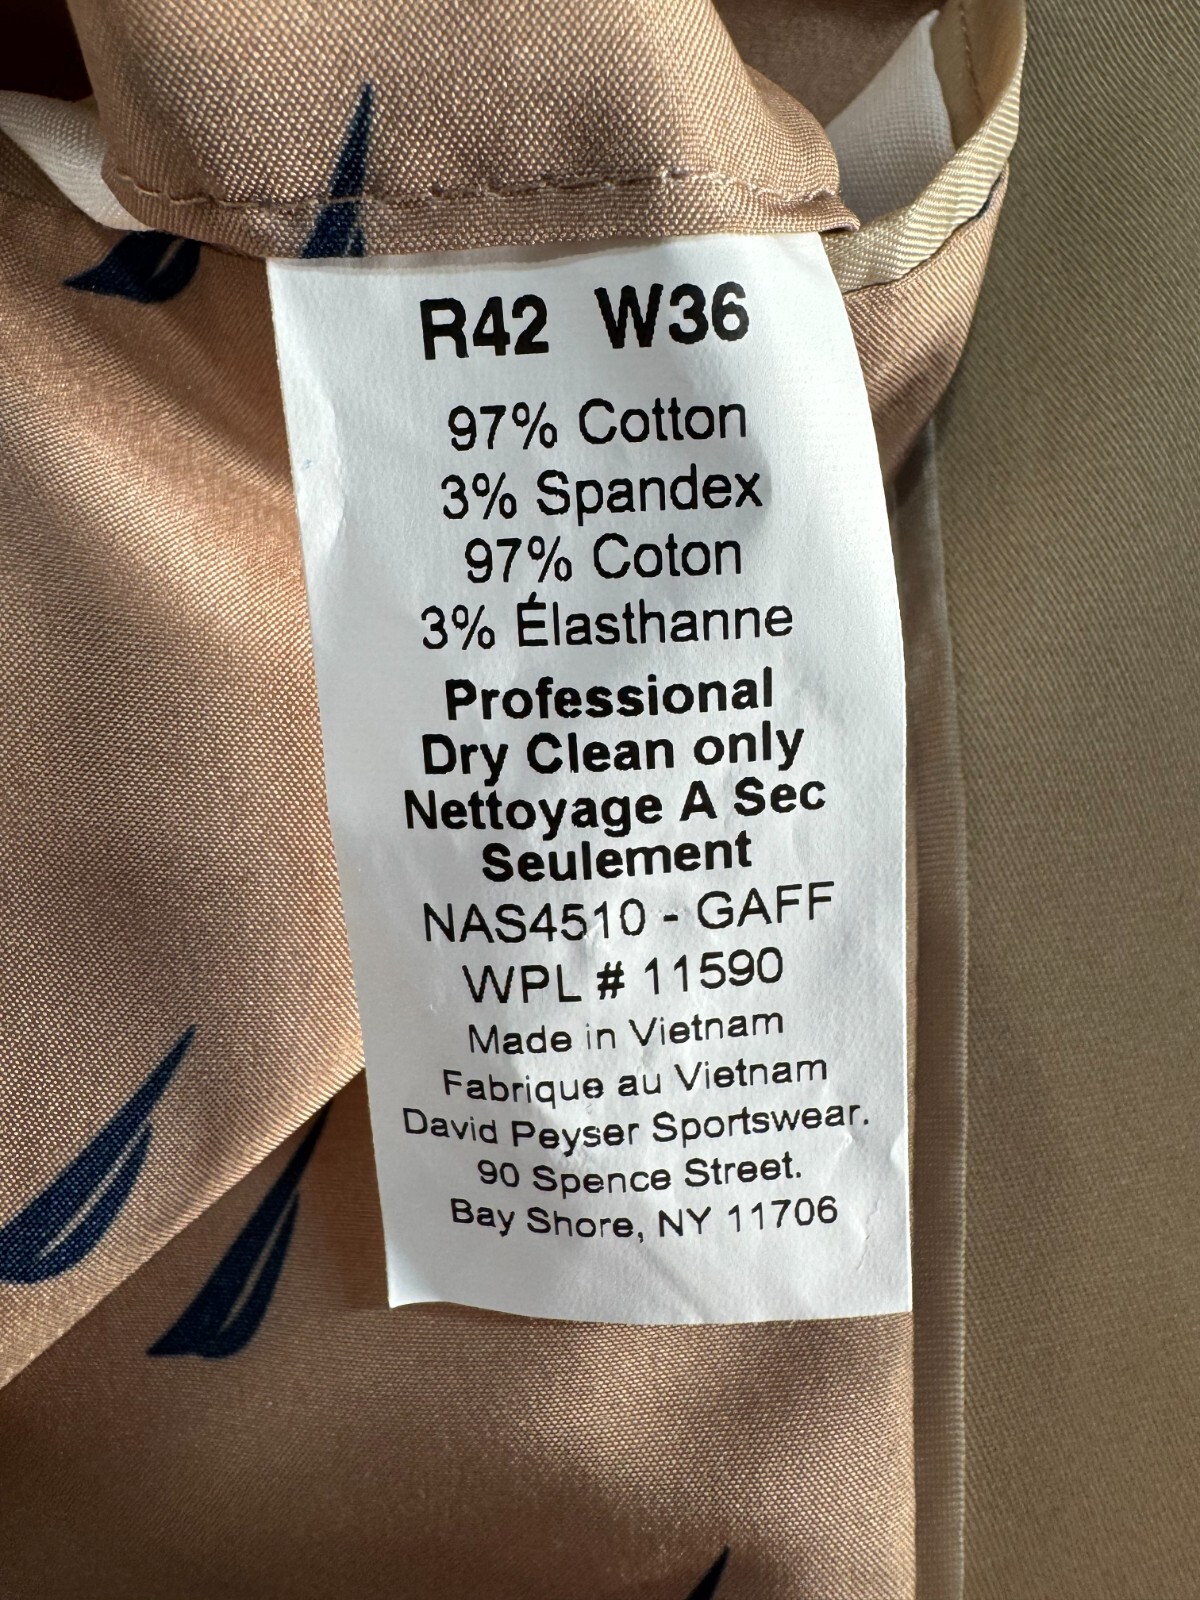 R42 W36
97% Cotton
3% Spandex
97% Coton
3% Élasthanne
Professional
Dry Clean only
Nettoyage A Sec
Seulement
NAS4510 - GAFF
WPL # 11590
Made in Vietnam
Fabrique au Vietnam
David Peyser Sportswear.
90 Spence Street.
Bay Shore, NY 11706